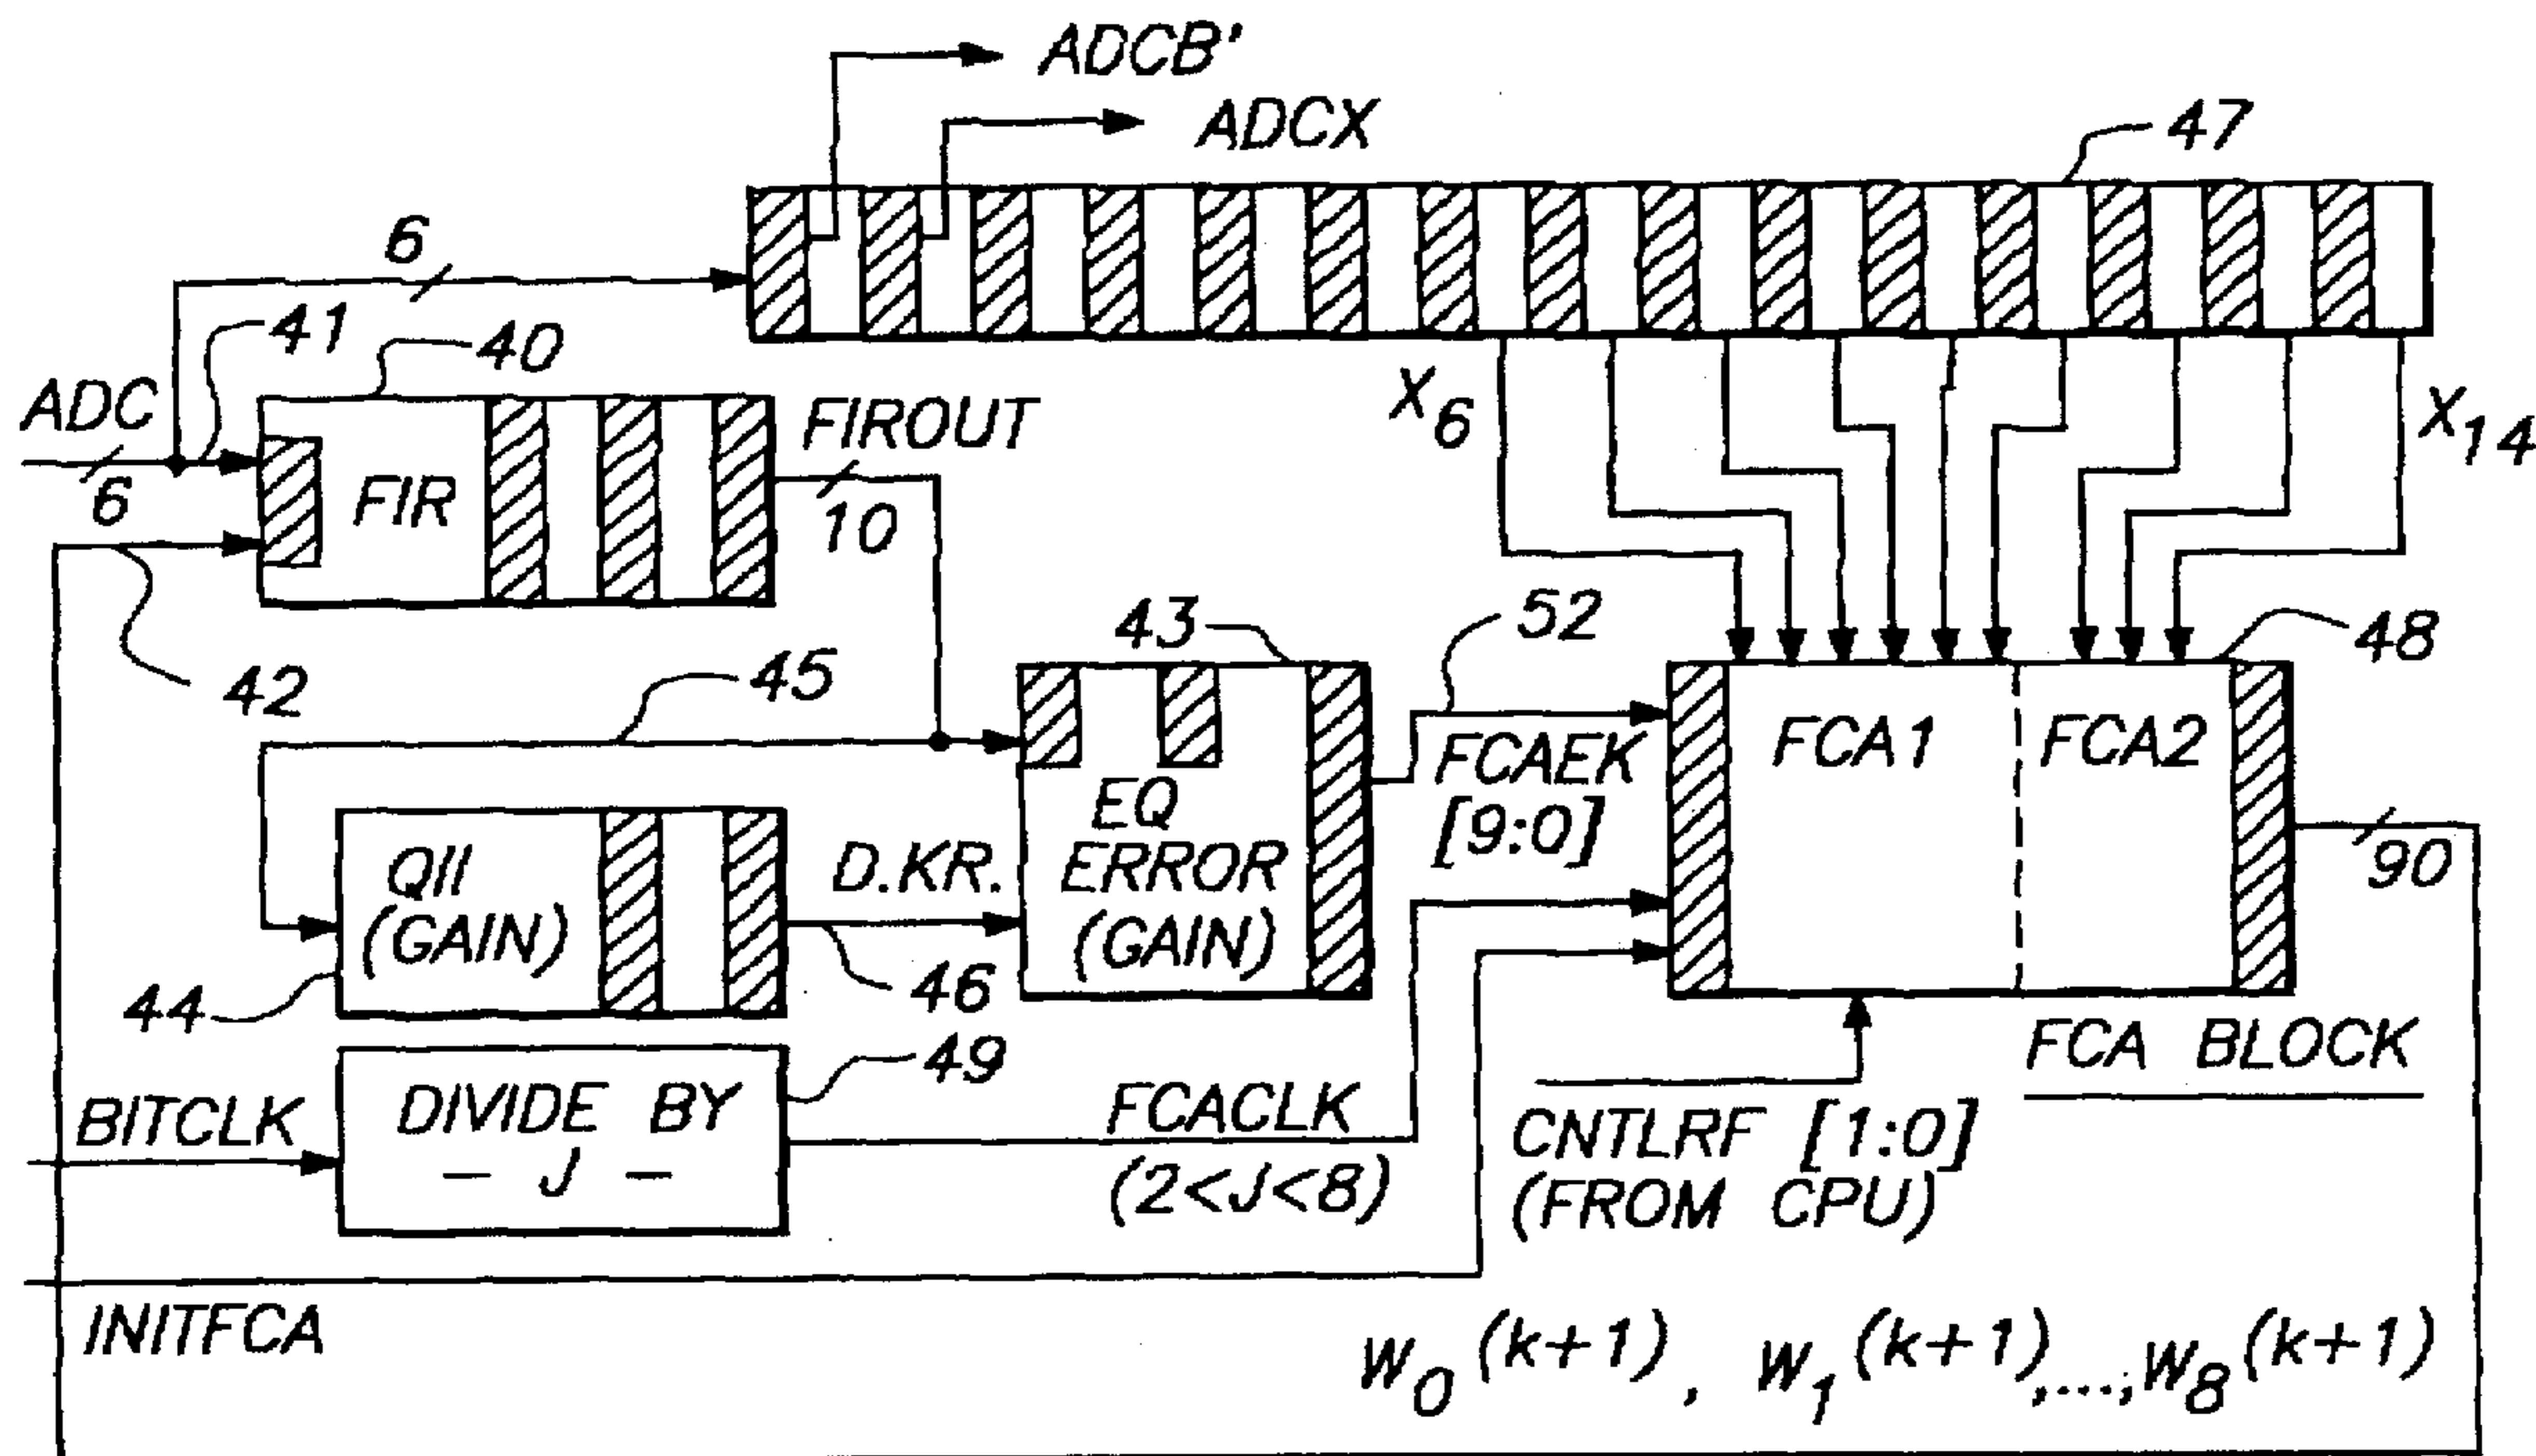 ADCB'
ADCX
47
6
41
40
ADC
6
FIR
FIROUT
10
X6
X14
42
45
43
52
48
FCAEK
[9:0]
FCA1
FCA2
QII
(GAIN)
D.KR.
EQ
ERROR
(GAIN)
90
44
46
49
FCA BLOCK
BITCLK
DIVIDE BY
– J –
FCACLK
(2<J<8)
CNTLRF [1:0]
(FROM CPU)
INITFCA
W0(k+1), W1(k+1),...,W8(k+1)